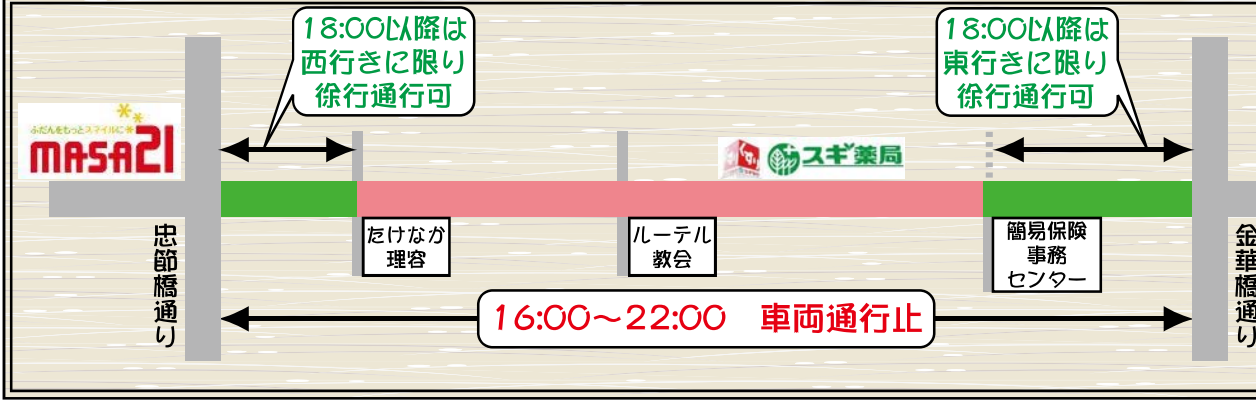 18:00以降は
西行きに限り
徐行通行可
18:00以降は
東行きに限り
徐行通行可
ふだんをもっとスマイルに
MASA21
くすり
スギ薬局
忠節橋通り
たけなか
理容
ルーテル
教会
簡易保険
事務
センター
金華橋通り
16:00～22:00 車両通行止